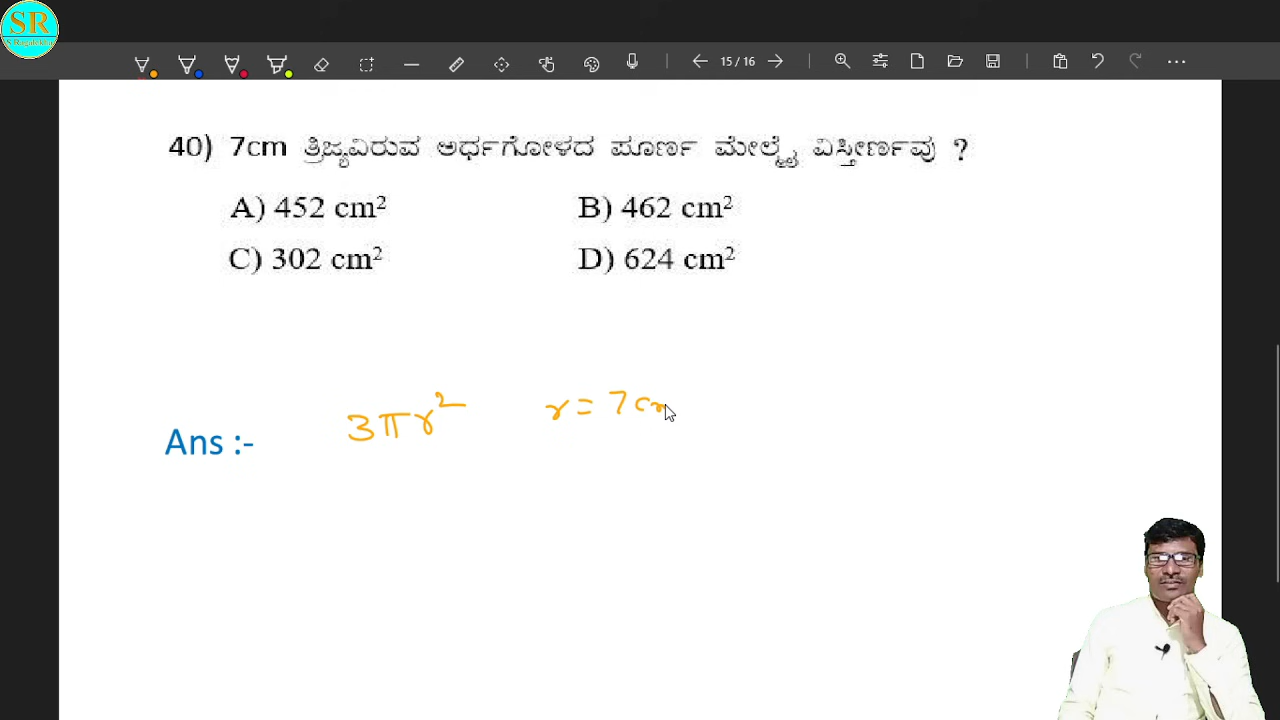 SR
15 / 16
40) 7cm ತ್ರಿಜ್ಯವಿರುವ ಅರ್ಧಗೋಳದ ಪೂರ್ಣ ಮೇಲ್ಮೈ ವಿಸ್ತೀರ್ಣವು ?
A) 452 cm² B) 462 cm²
C) 302 cm² D) 624 cm²
3πr² r = 7cm
Ans :-